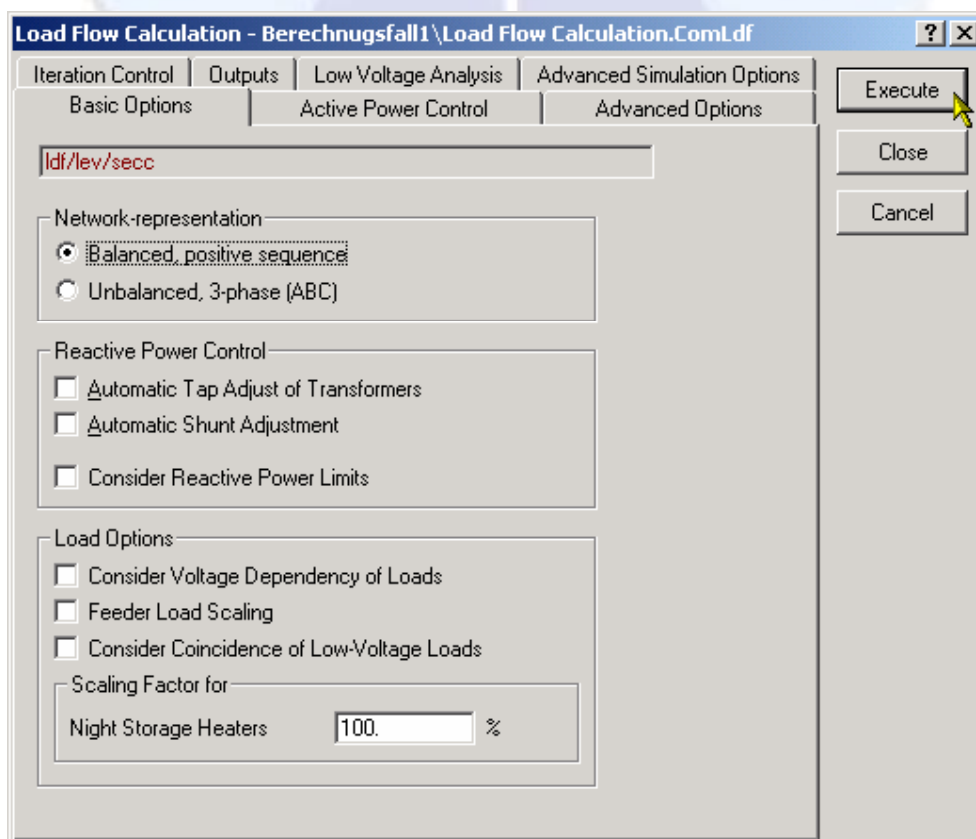 Load Flow Calculation - Berechnugsfall1\Load Flow Calculation.ComLdf
Iteration Control Outputs Low Voltage Analysis Advanced Simulation Options
Basic Options Active Power Control Advanced Options
Execute
Close
Cancel
ldf/lev/secc
Network-representation
Balanced, positive sequence
Unbalanced, 3-phase (ABC)
Reactive Power Control
Automatic Tap Adjust of Transformers
Automatic Shunt Adjustment
Consider Reactive Power Limits
Load Options
Consider Voltage Dependency of Loads
Feeder Load Scaling
Consider Coincidence of Low-Voltage Loads
Scaling Factor for
Night Storage Heaters 100. %